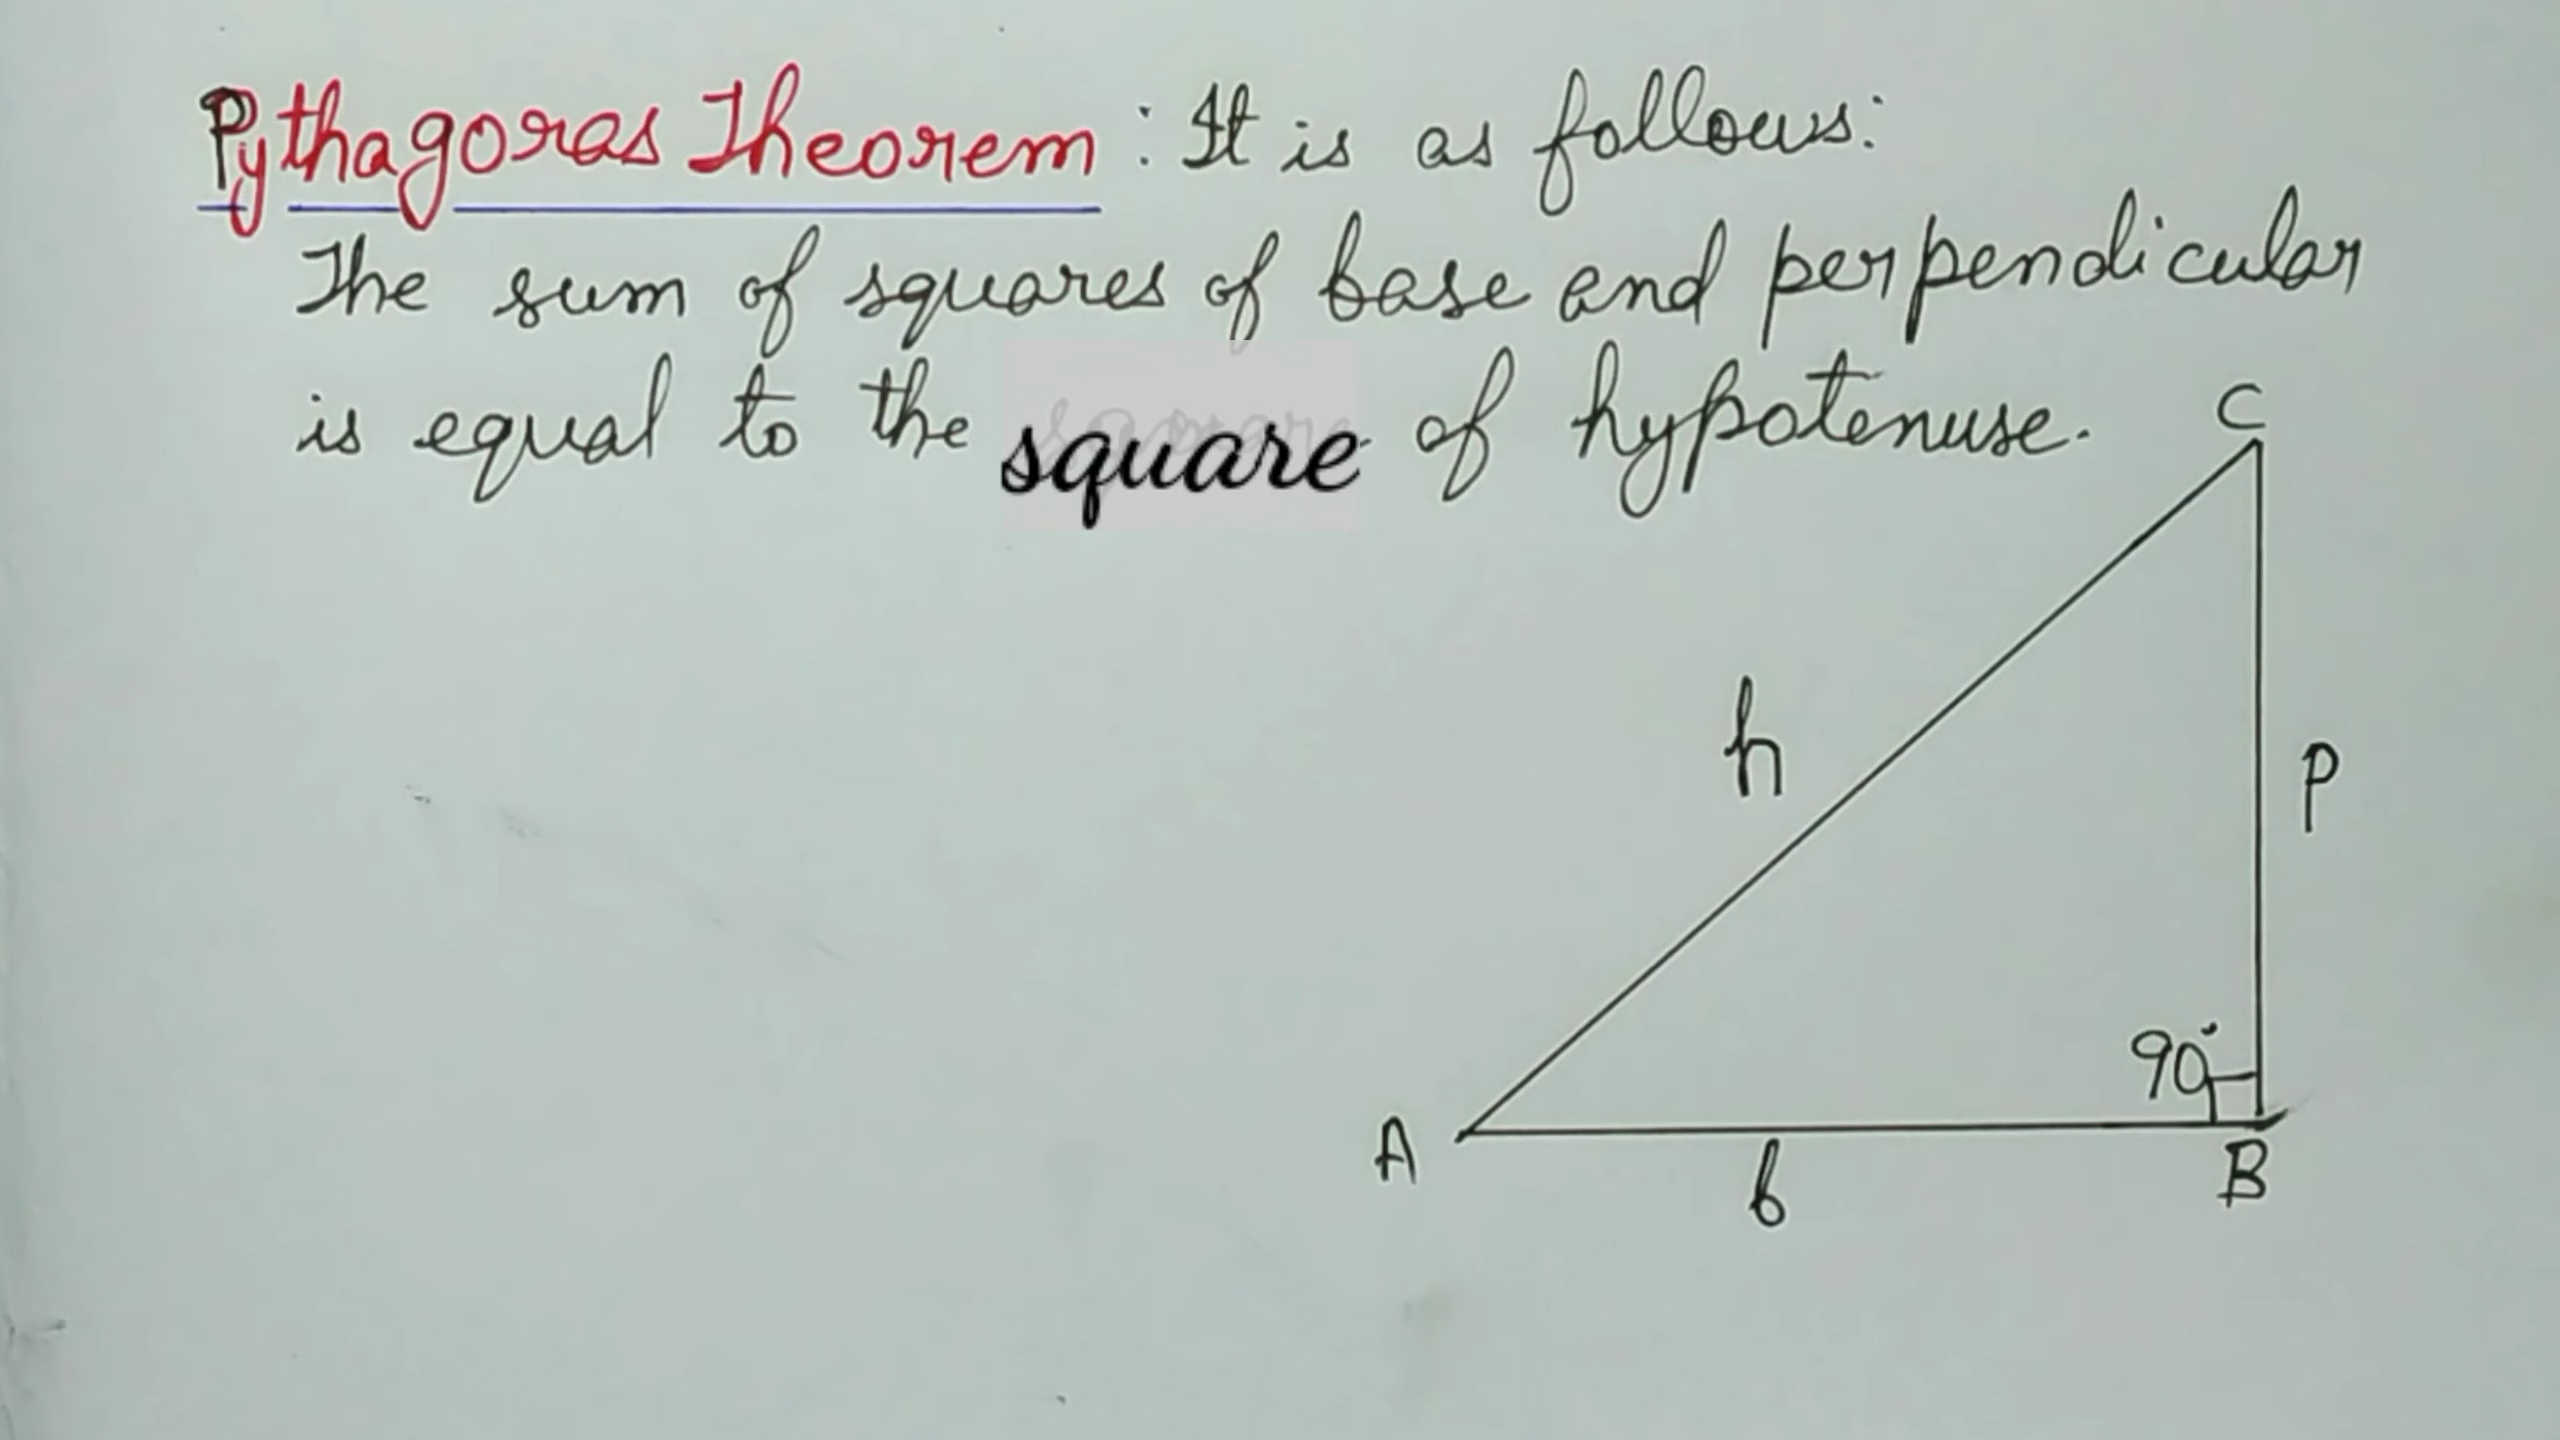 Pythagoras Theorem : It is as follows:
The sum of squares of base and perpendicular
is equal to the square of hypotenuse.
C
h
P
90°
A
B
b